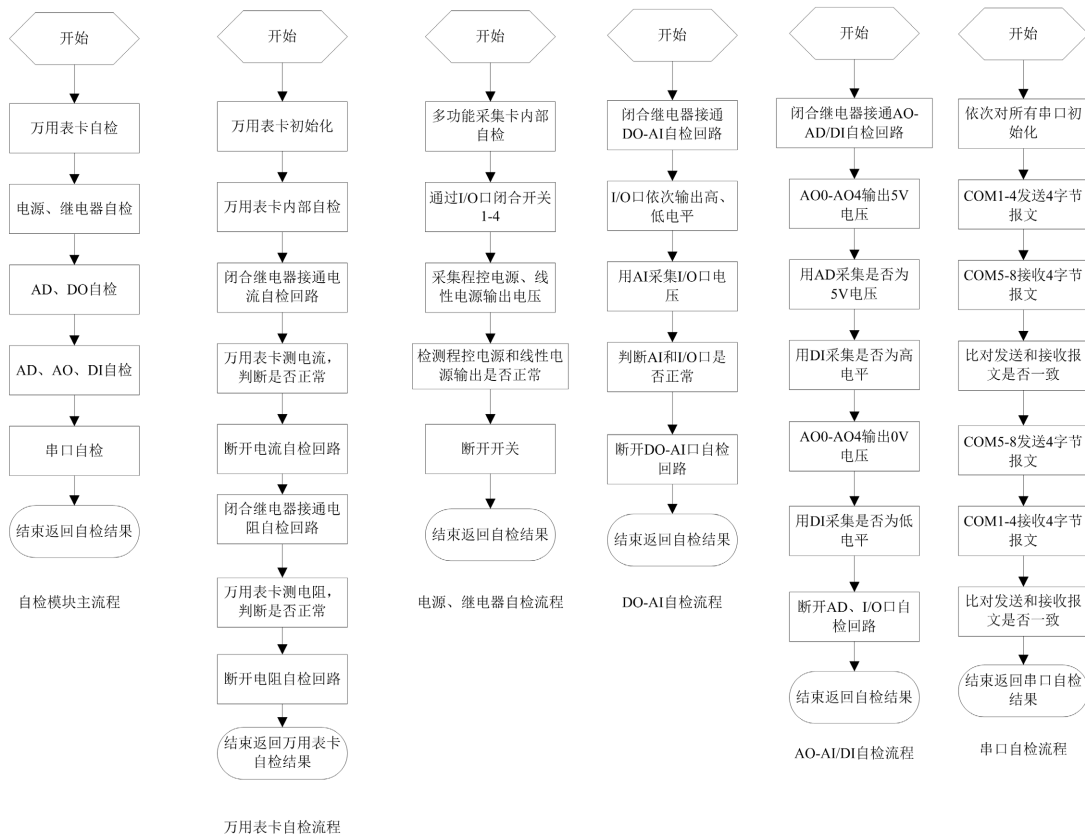 开始
万用表卡自检
电源、继电器自检
AD、DO自检
AD、AO、DI自检
串口自检
结束返回自检结果
自检模块主流程
开始
万用表卡初始化
万用表卡内部自检
闭合继电器接通电
流自检回路
万用表卡测电流,
判断是否正常
断开电流自检回路
闭合继电器接通电
阻自检回路
万用表卡测电阻,
判断是否正常
断开电阻自检回路
结束返回万用表卡
自检结果
万用表卡自检流程
开始
多功能采集卡内部
自检
通过I/O口闭合开关
1-4
采集程控电源、线
性电源输出电压
检测程控电源和线性电
源输出是否正常
断开开关
结束返回自检结果
电源、继电器自检流程
开始
闭合继电器接通
DO-AI自检回路
I/O口依次输出高、
低电平
用AI采集I/O口电
压
判断AI和I/O口是
否正常
断开DO-AI口自检
回路
结束返回自检结果
DO-AI自检流程
开始
闭合继电器接通AO-
AD/DI自检回路
AO0-AO4输出5V
电压
用AD采集是否为
5V电压
用DI采集是否为高
电平
AO0-AO4输出0V
电压
用DI采集是否为低
电平
断开AD、I/O口自
检回路
结束返回自检结果
AO-AI/DI自检流程
开始
依次对所有串口初
始化
COM1-4发送4字节
报文
COM5-8接收4字节
报文
比对发送和接收报
文是否一致
COM5-8发送4字节
报文
COM1-4接收4字节
报文
比对发送和接收报
文是否一致
结束返回串口自检
结果
串口自检流程